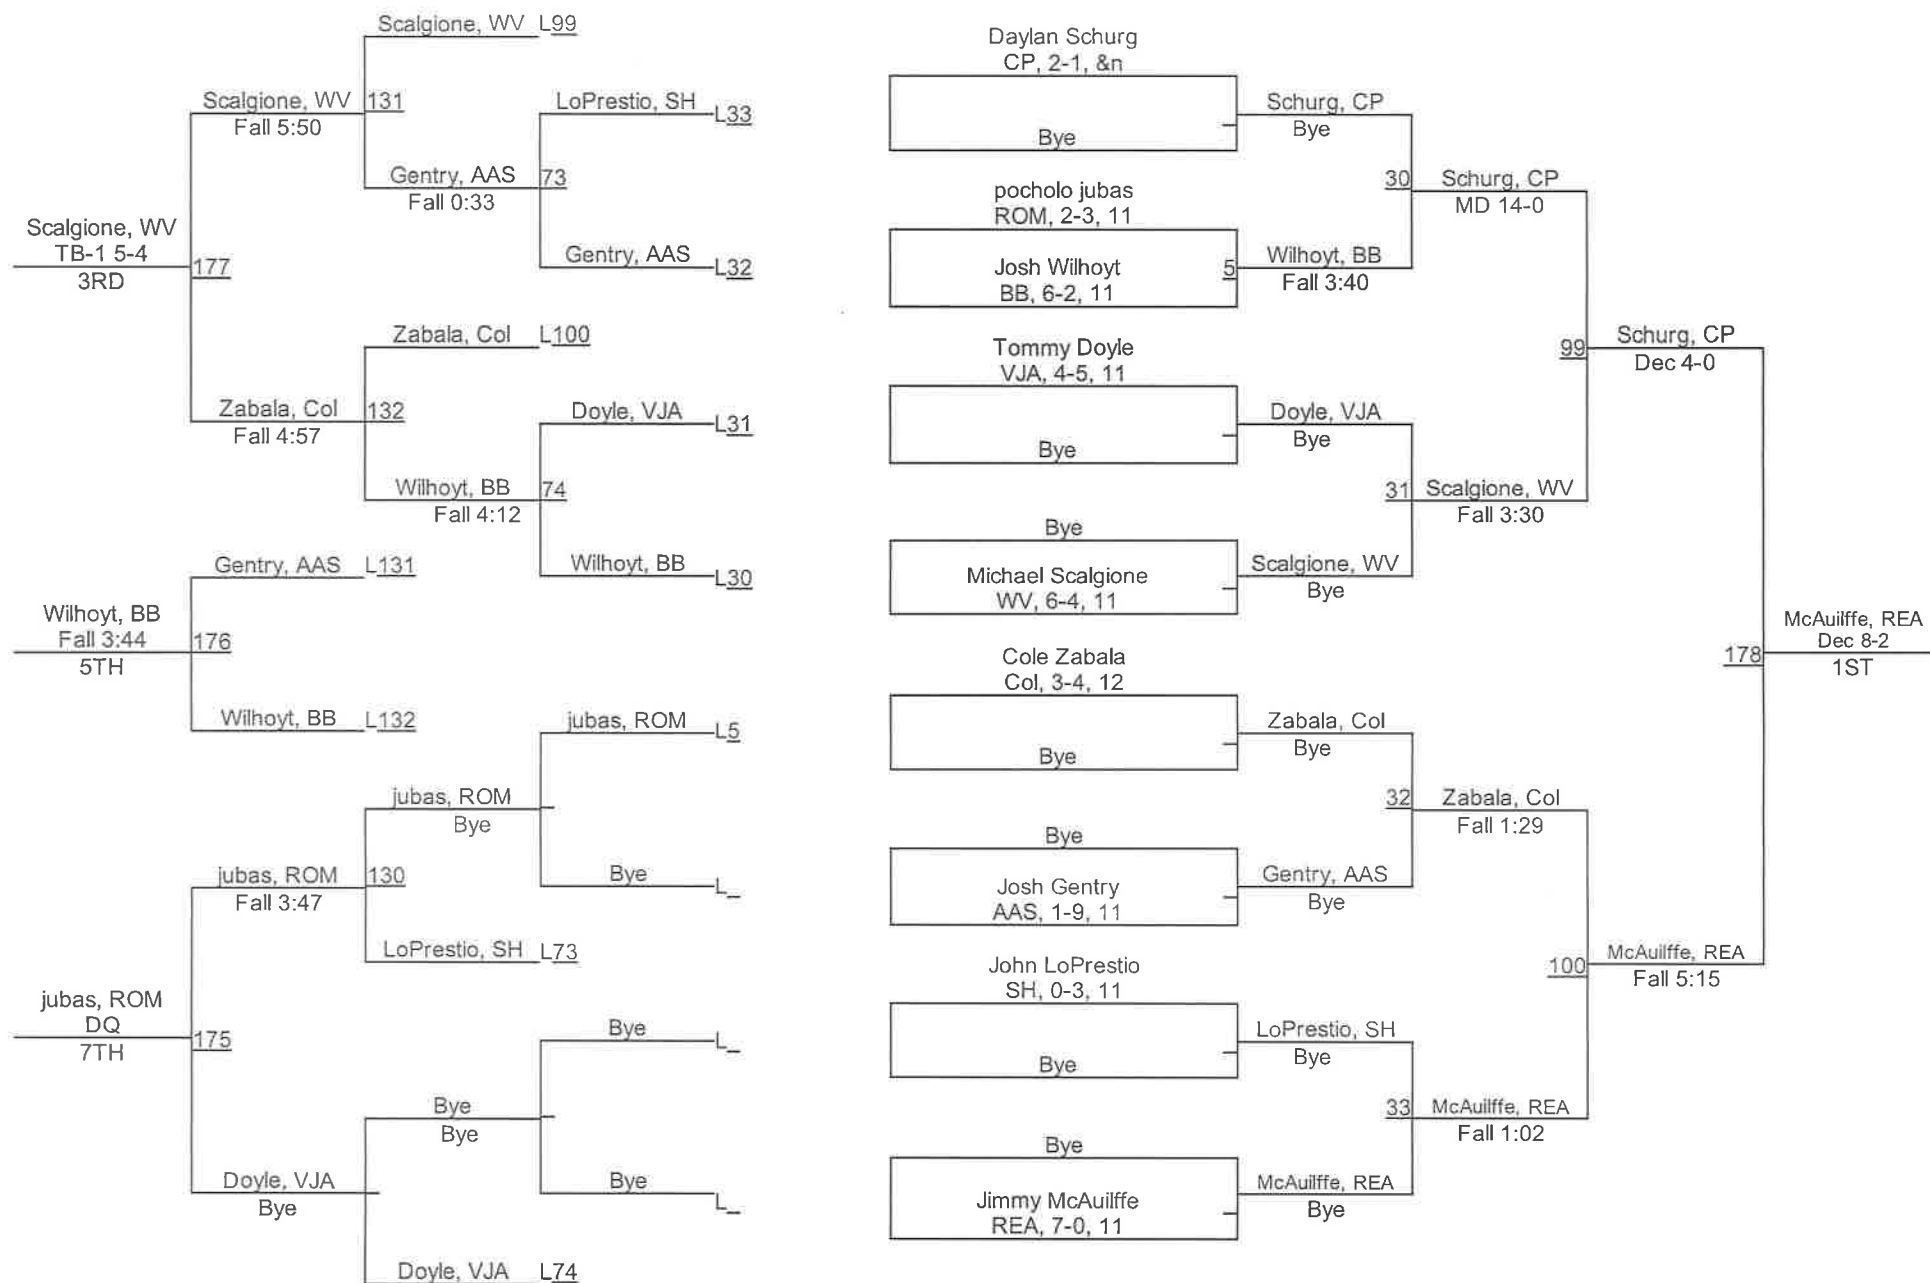 Scalgione, WV L99
Scalgione, WV 131
Fall 5:50
LoPrestio, SH L33
Gentry, AAS 73
Fall 0:33
Gentry, AAS L32
Scalgione, WV
TB-1 5-4
3RD
177
Zabala, Col L100
Zabala, Col 132
Fall 4:57
Doyle, VJA L31
Wilhoyt, BB 74
Fall 4:12
Wilhoyt, BB L30
Gentry, AAS L131
Wilhoyt, BB
Fall 3:44
5TH
176
Wilhoyt, BB L132
jubas, ROM L5
jubas, ROM
Bye
Bye L_
jubas, ROM 130
Fall 3:47
LoPrestio, SH L73
jubas, ROM
DQ
7TH
175
Bye L_
Bye
Bye
Bye L_
Doyle, VJA
Bye
Doyle, VJA L74
Daylan Schurg
CP, 2-1, &n
Bye
Schurg, CP
Bye
pocholo jubas
ROM, 2-3, 11
Josh Wilhoyt
BB, 6-2, 11
5
Wilhoyt, BB
Fall 3:40
30
Schurg, CP
MD 14-0
Tommy Doyle
VJA, 4-5, 11
Bye
Doyle, VJA
Bye
Bye
Michael Scalgione
WV, 6-4, 11
Scalgione, WV
Bye
31
Scalgione, WV
Fall 3:30
99
Schurg, CP
Dec 4-0
Cole Zabala
Col, 3-4, 12
Bye
Zabala, Col
Bye
Bye
Josh Gentry
AAS, 1-9, 11
Gentry, AAS
Bye
32
Zabala, Col
Fall 1:29
John LoPrestio
SH, 0-3, 11
Bye
LoPrestio, SH
Bye
Bye
Jimmy McAuilffe
REA, 7-0, 11
McAuilffe, REA
Bye
33
McAuilffe, REA
Fall 1:02
100
McAuilffe, REA
Fall 5:15
178
McAuilffe, REA
Dec 8-2
1ST